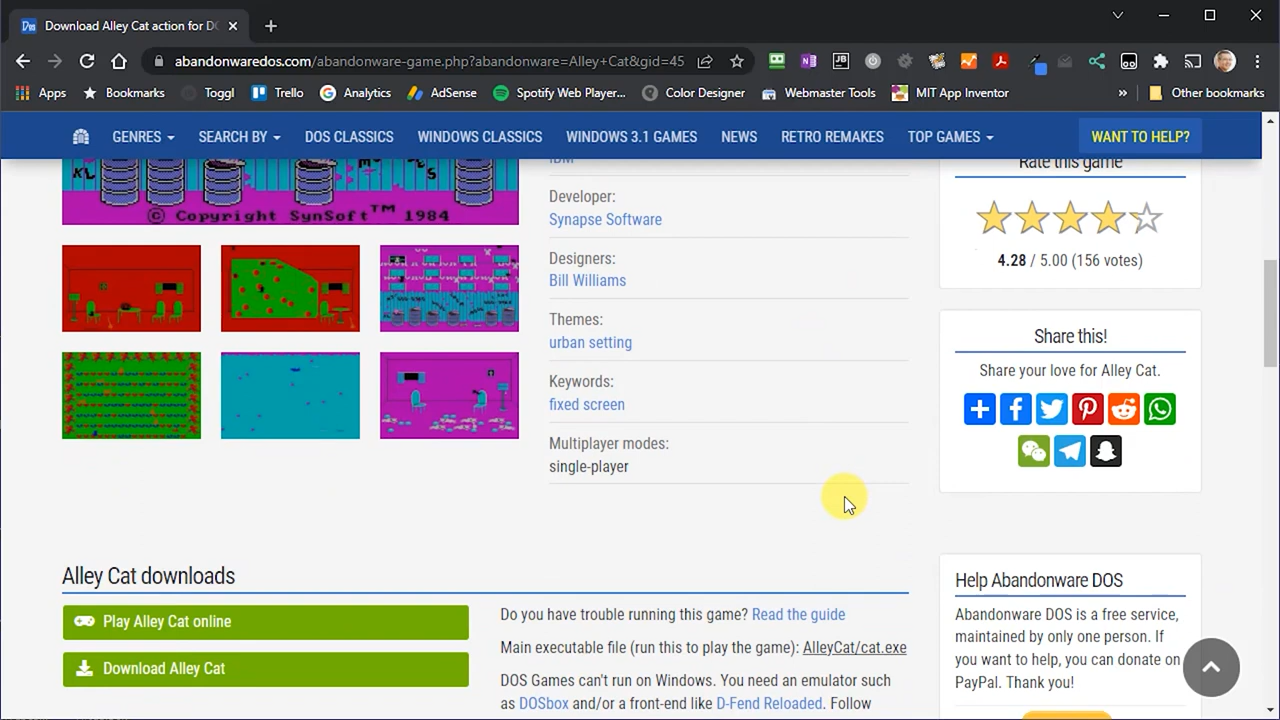 Download Alley Cat action for DO
abandonwaredos.com/abandonware-game.php?abandonware=Alley+Cat&gid=45
Apps
Bookmarks
Toggl
Trello
Analytics
AdSense
Spotify Web Player...
Color Designer
Webmaster Tools
MIT App Inventor
»
Other bookmarks
GENRES
SEARCH BY
DOS CLASSICS
WINDOWS CLASSICS
WINDOWS 3.1 GAMES
NEWS
RETRO REMAKES
TOP GAMES
WANT TO HELP?
© Copyright SynSoft™ 1984
IBM
Developer:
Synapse Software
Designers:
Bill Williams
Themes:
urban setting
Keywords:
fixed screen
Multiplayer modes:
single-player
Rate this game
4.28 / 5.00 (156 votes)
Share this!
Share your love for Alley Cat.
Alley Cat downloads
Play Alley Cat online
Download Alley Cat
Do you have trouble running this game? Read the guide
Main executable file (run this to play the game): AlleyCat/cat.exe
DOS Games can't run on Windows. You need an emulator such
as DOSbox and/or a front-end like D-Fend Reloaded. Follow
Help Abandonware DOS
Abandonware DOS is a free service,
maintained by only one person. If
you want to help, you can donate on
PayPal. Thank you!